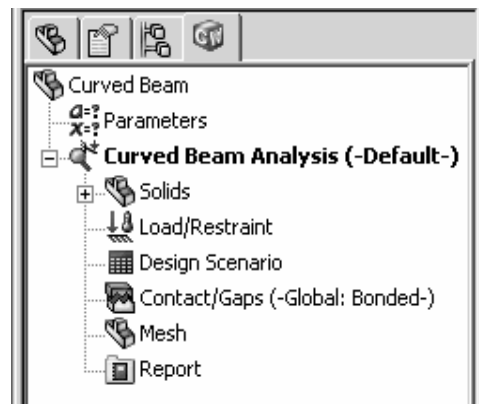 Curved Beam
a=?
x=? Parameters
Curved Beam Analysis (-Default-)
Solids
Load/Restraint
Design Scenario
Contact/Gaps (-Global: Bonded-)
Mesh
Report